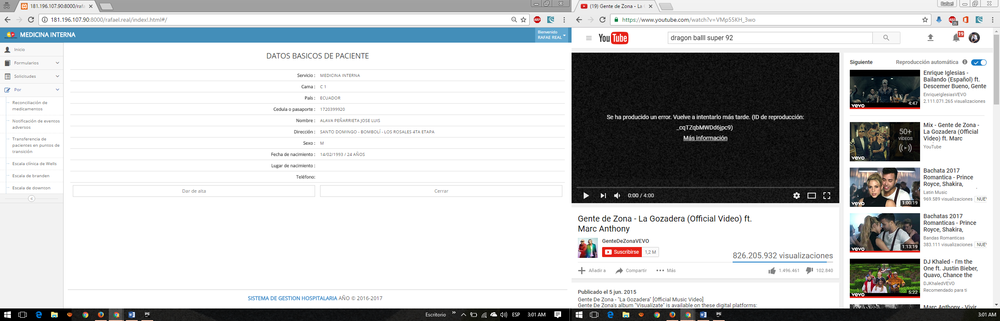 181.196.107.90:8000/rafa
181.196.107.90:8000/rafael.real/index!.html#/
ABP
MEDICINA INTERNA
Bienvenido
RAFAE REAL
Inicio
Formularios
Solicitudes
Por
Reconciliación de
medicamentos
Notificación de eventos
adversos
Transferencia de
pacientes en puntos de
transición
Escala clínica de Wells
Escala de branden
Escala de downton
DATOS BASICOS DE PACIENTE
Servicio : MEDICINA INTERNA
Cama : C 1
País : ECUADOR
Cedula o pasaporte : 1720399920
Nombre : ALAVA PEÑARRIETA JOSE LUIS
Dirección : SANTO DOMINGO - BOMBOLÍ - LOS ROSALES 4TA ETAPA
Sexo : M
Fecha de nacimiento : 14/02/1993 / 24 AÑOS
Lugar de nacimiento :
Teléfono:
Dar de alta
Cerrar
SISTEMA DE GESTION HOSPITALARIA AÑO © 2016-2017
Escritorio
ESP
3:01 AM
(19) Gente de Zona - La
Rafael
https://www.youtube.com/watch?v=VMp55KH_3wo
ABP
25
YouTube
dragon balll super 92
19
Se ha producido un error. Vuelve a intentarlo más tarde. (ID de reproducción:
_cqTZqbMWDd6jpc9)
Más información
0:00 / 4:00
Gente de Zona - La Gozadera (Official Video) ft.
Marc Anthony
GenteDeZonaVEVO
Suscribirse 1,2 M
826.205.932 visualizaciones
Añadir a
Compartir
Más
1.496.461
102.840
Publicado el 5 jun. 2015
Gente De Zona - "La Gozadera" [Official Music Video]
Gente De Zona's album "Visualízate" is available on these digital platforms:
Siguiente
Reproducción automática
vevo
4:47
Enrique Iglesias -
Bailando (Español) ft.
Descemer Bueno, Gente
EnriqueIglesiasVEVO
2.111.071.265 visualizaciones
vevo
50+
VÍDEOS
Mix - Gente de Zona -
La Gozadera (Official
Video) ft. Marc
YouTube
vevo
1:00:19
Bachata 2017
Romantica - Prince
Royce, Shakira,
Latin Music
969.589 visualizaciones
vevo
1:13:19
Bachatas 2017
Romanticas - Prince
Royce, Shakira,
Bandas Romanticas
383.111 visualizaciones
vevo
5:22
DJ Khaled - I'm the
One ft. Justin Bieber,
Quavo, Chance the
DJKhaledVEVO
Recomendado para ti
Marc Anthony - Vivir
3:01 AM